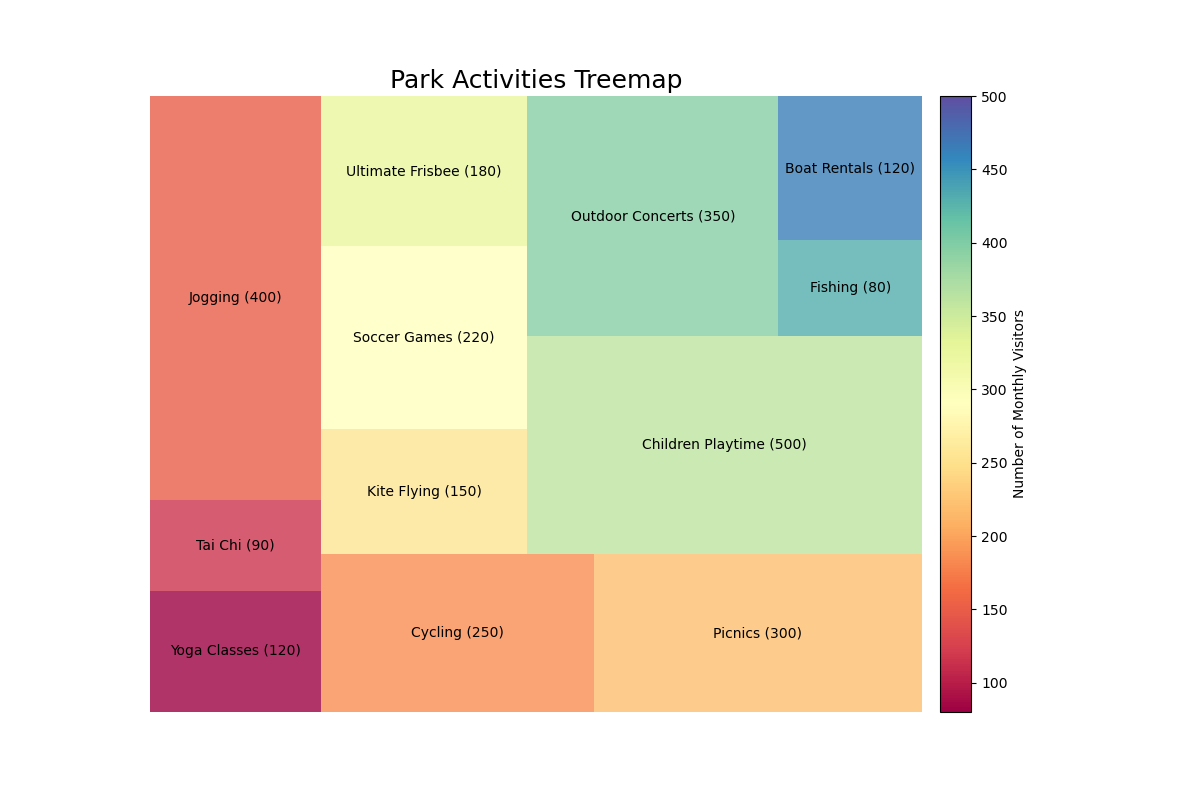 Park Activities Treemap
Jogging (400)
Tai Chi (90)
Yoga Classes (120)
Ultimate Frisbee (180)
Soccer Games (220)
Kite Flying (150)
Cycling (250)
Picnics (300)
Outdoor Concerts (350)
Boat Rentals (120)
Fishing (80)
Children Playtime (500)
500
450
400
350
300
250
200
150
100
Number of Monthly Visitors